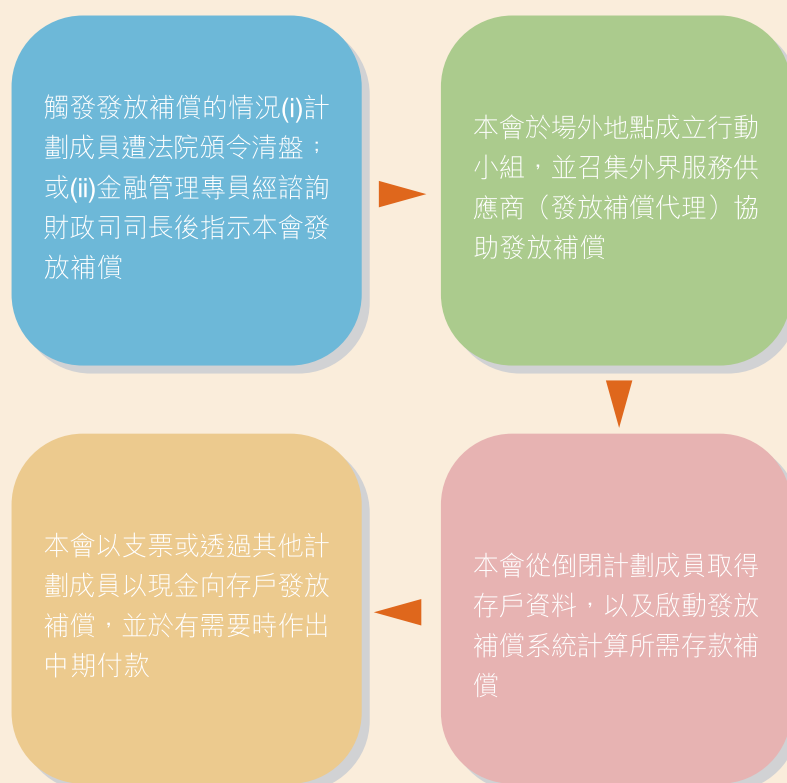 觸發發放補償的情況(i)計
劃成員遭法院頒令清盤；
或(ii)金融管理專員經諮詢
財政司司長後指示本會發
放補償
本會於場外地點成立行動
小組，並召集外界服務供
應商（發放補償代理）協
助發放補償
本會從倒閉計劃成員取得
存戶資料，以及啟動發放
補償系統計算所需存款補
償
本會以支票或透過其他計
劃成員以現金向存戶發放
補償，並於有需要時作出
中期付款